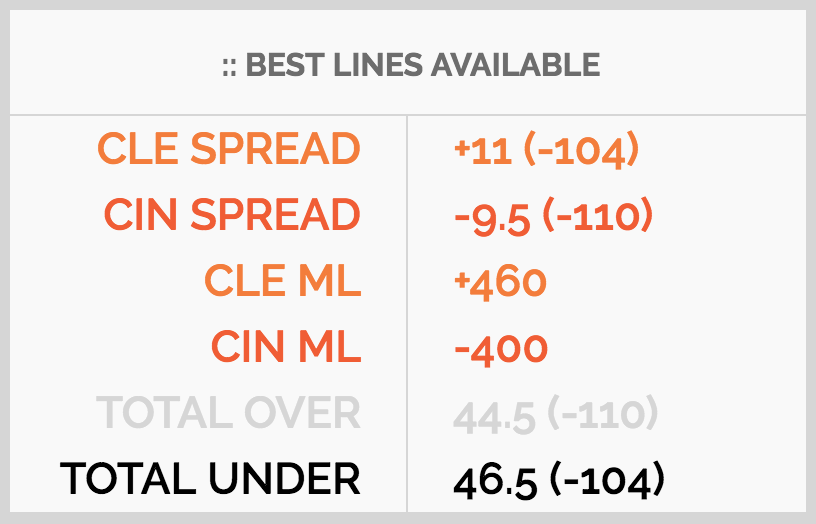 :: BEST LINES AVAILABLE
CLE SPREAD +11 (-104)
CIN SPREAD -9.5 (-110)
CLE ML +460
CIN ML -400
TOTAL OVER 44.5 (-110)
TOTAL UNDER 46.5 (-104)